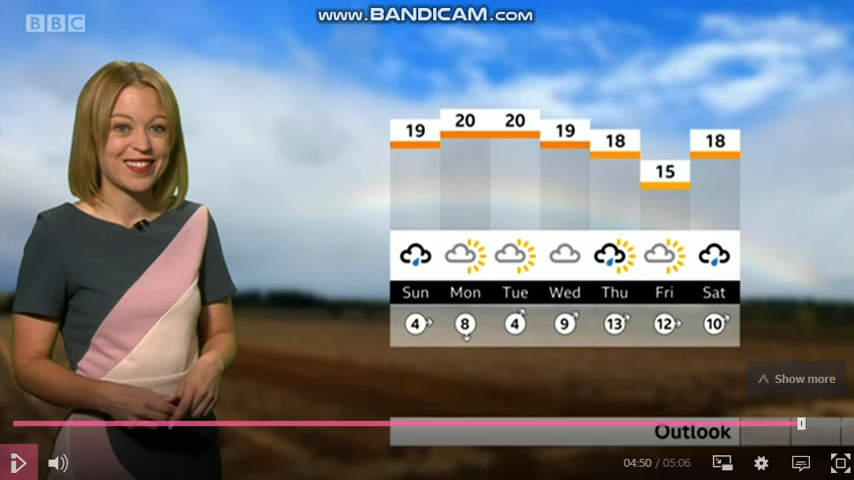 BBC
www.BANDICAM.com
19 20 20 19 18 15 18
Sun Mon Tue Wed Thu Fri Sat
4 8 4 9 13 12 10
Show more
Outlook
04:50 / 05:06